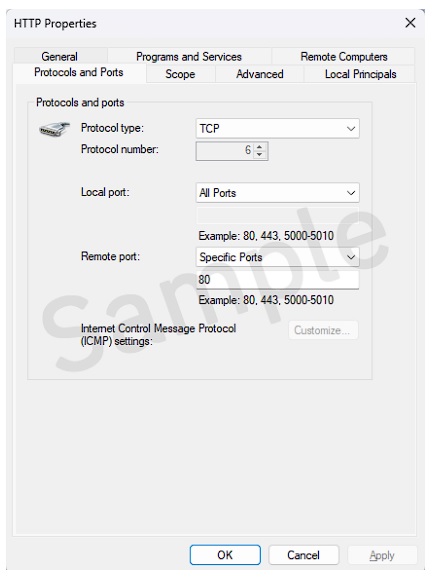 HTTP Properties
General Programs and Services Remote Computers
Protocols and Ports Scope Advanced Local Principals
Protocols and ports
Protocol type: TCP
Protocol number: 6
Local port: All Ports
Example: 80, 443, 5000-5010
Remote port: Specific Ports
80
Example: 80, 443, 5000-5010
Internet Control Message Protocol
(ICMP) settings: Customize...
Sample
OK Cancel Apply